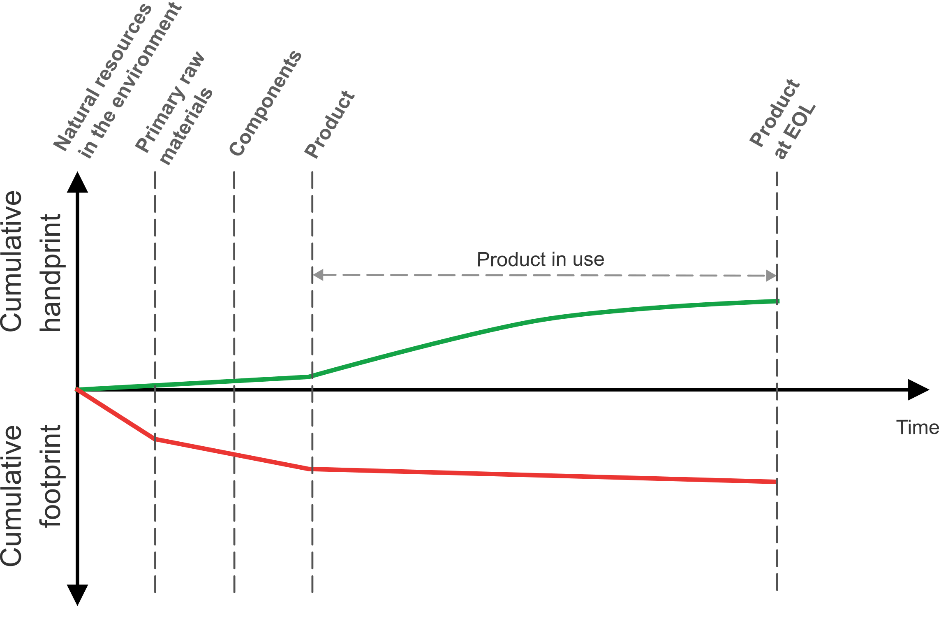 Natural resources
in the environment
Primary raw
materials
Components
Product
Product
at EOL
Cumulative
handprint
Product in use
Time
Cumulative
footprint